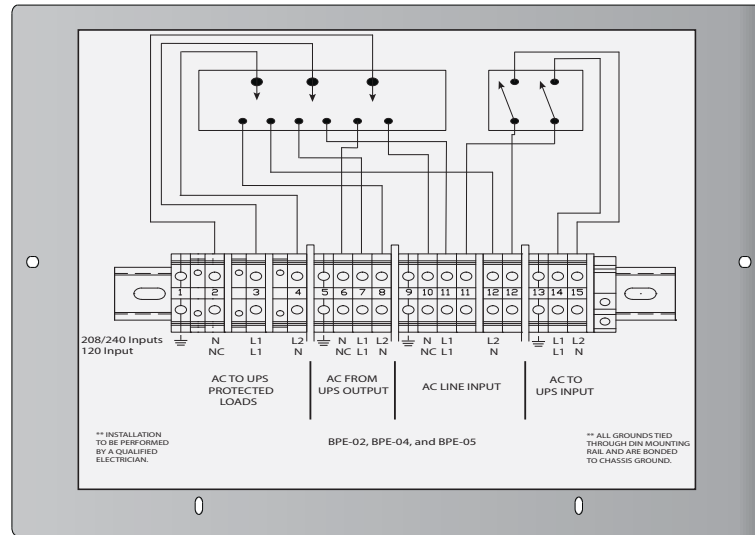 1 2 3 4 5 6 7 8 9 10 11 11 12 12 13 14 15
208/240 Inputs N L1 L2 N L1 L2 N L1 L2 L1 L2
120 Input NC L1 N NC L1 N NC L1 N L1 N
AC TO UPS
PROTECTED
LOADS
AC FROM
UPS OUTPUT
AC LINE INPUT
AC TO
UPS INPUT
** INSTALLATION
TO BE PERFORMED
BY A QUALIFIED
ELECTRICIAN.
BPE-02, BPE-04, and BPE-05
** ALL GROUNDS TIED
THROUGH DIN MOUNTING
RAIL AND ARE BONDED
TO CHASSIS GROUND.